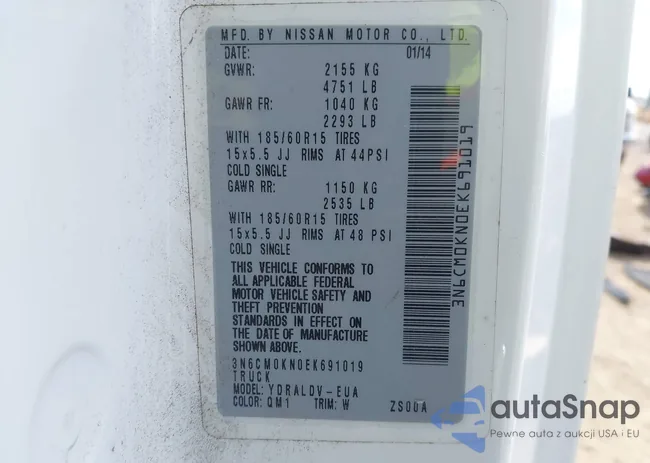 MFD. BY NISSAN MOTOR CO., LTD.
DATE: 01/14
GVWR: 2155 KG
4751 LB
GAWR FR: 1040 KG
2293 LB
WITH 185/60R15 TIRES
15x5.5 JJ RIMS AT 44PSI
COLD SINGLE
GAWR RR: 1150 KG
2535 LB
WITH 185/60R15 TIRES
15x5.5 JJ RIMS AT 48 PSI
COLD SINGLE
THIS VEHICLE CONFORMS TO
ALL APPLICABLE FEDERAL
MOTOR VEHICLE SAFETY AND
THEFT PREVENTION
STANDARDS IN EFFECT ON
THE DATE OF MANUFACTURE
SHOWN ABOVE.
3N6CM0KN0EK691019
TRUCK
MODEL: YDRALDV-EUA
COLOR: QM1 TRIM: W ZS00A
3N6CM0KN0EK691019
autoSnap
Pewne auta z aukcji USA i EU